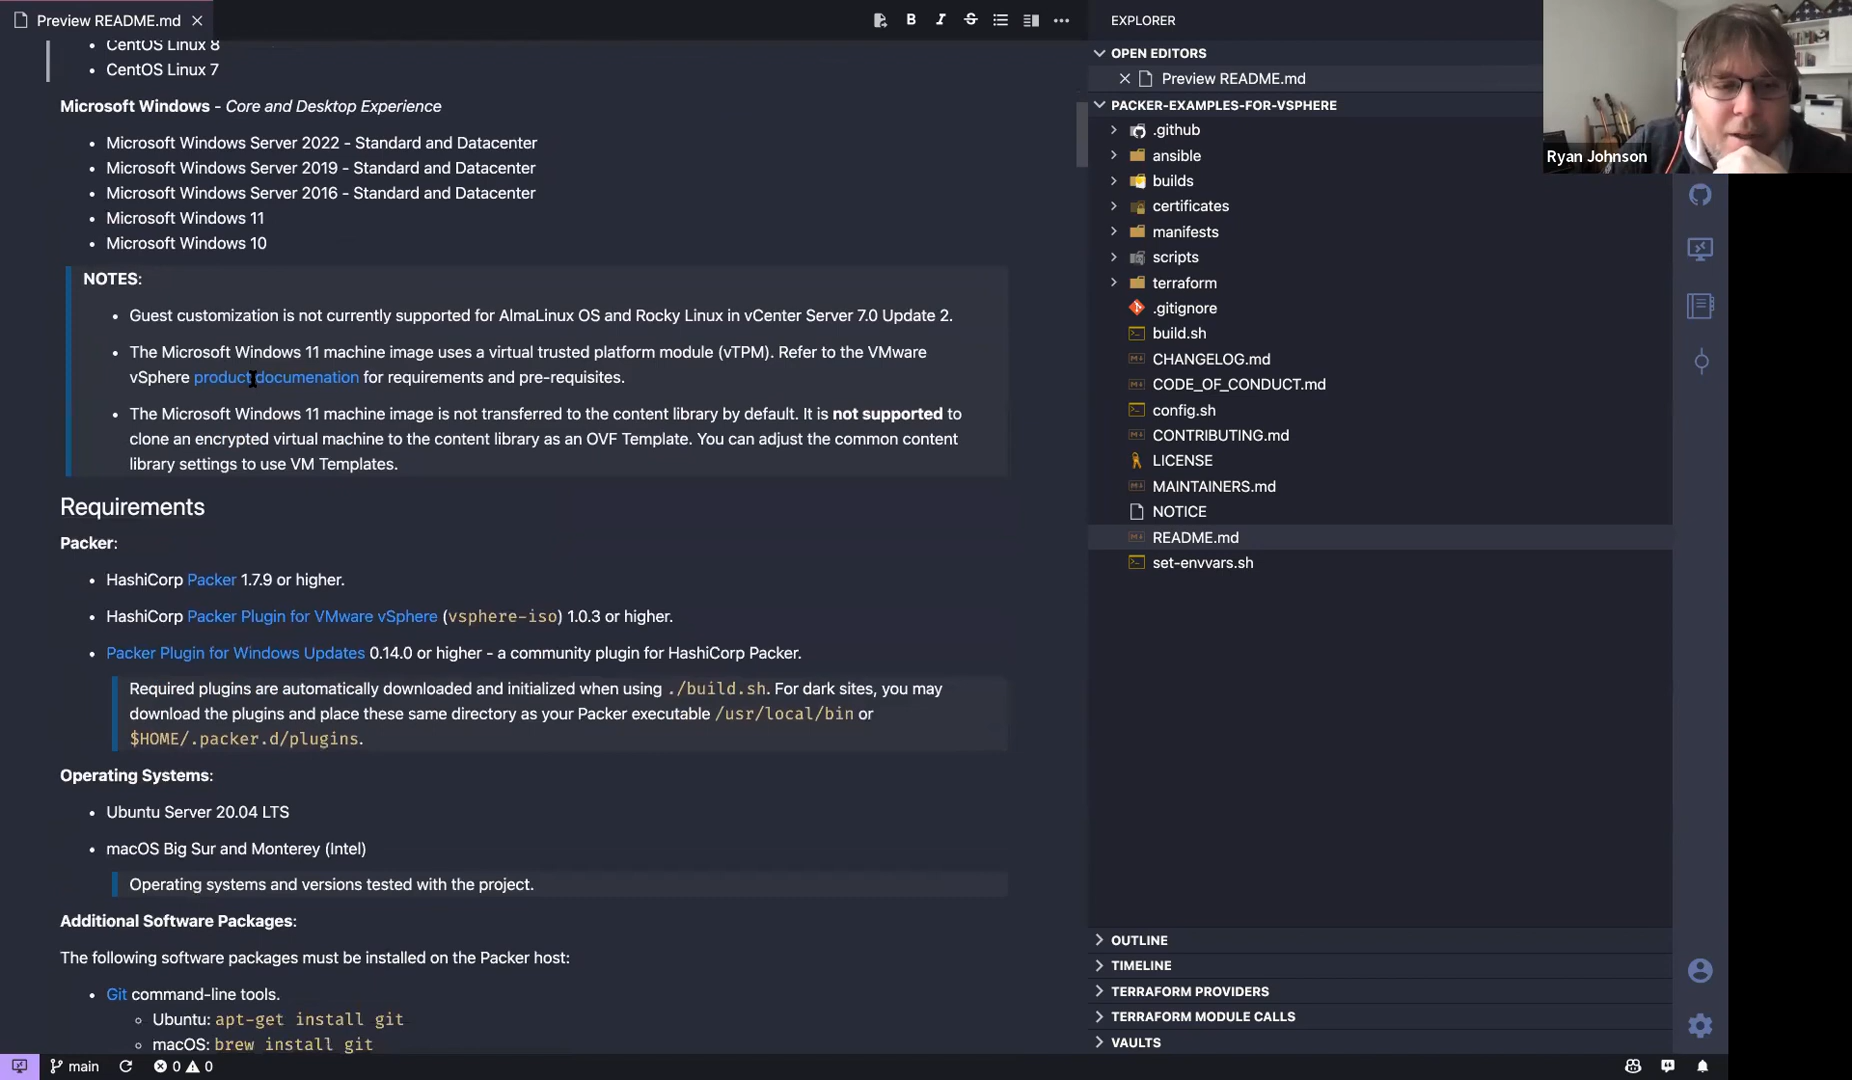 Preview README.md
CentOS Linux 8
CentOS Linux 7
Microsoft Windows - Core and Desktop Experience
Microsoft Windows Server 2022 - Standard and Datacenter
Microsoft Windows Server 2019 - Standard and Datacenter
Microsoft Windows Server 2016 - Standard and Datacenter
Microsoft Windows 11
Microsoft Windows 10
NOTES:
Guest customization is not currently supported for AlmaLinux OS and Rocky Linux in vCenter Server 7.0 Update 2.
The Microsoft Windows 11 machine image uses a virtual trusted platform module (vTPM). Refer to the VMware
vSphere product documenation for requirements and pre-requisites.
The Microsoft Windows 11 machine image is not transferred to the content library by default. It is not supported to
clone an encrypted virtual machine to the content library as an OVF Template. You can adjust the common content
library settings to use VM Templates.
Requirements
Packer:
HashiCorp Packer 1.7.9 or higher.
HashiCorp Packer Plugin for VMware vSphere (vsphere-iso) 1.0.3 or higher.
Packer Plugin for Windows Updates 0.14.0 or higher - a community plugin for HashiCorp Packer.
Required plugins are automatically downloaded and initialized when using ./build.sh. For dark sites, you may
download the plugins and place these same directory as your Packer executable /usr/local/bin or
$HOME/.packer.d/plugins.
Operating Systems:
Ubuntu Server 20.04 LTS
macOS Big Sur and Monterey (Intel)
Operating systems and versions tested with the project.
Additional Software Packages:
The following software packages must be installed on the Packer host:
Git command-line tools.
Ubuntu: apt-get install git
macOS: brew install git
main
0 0
EXPLORER
OPEN EDITORS
Preview README.md
PACKER-EXAMPLES-FOR-VSPHERE
.github
ansible
builds
certificates
manifests
scripts
terraform
.gitignore
build.sh
CHANGELOG.md
CODE_OF_CONDUCT.md
config.sh
CONTRIBUTING.md
LICENSE
MAINTAINERS.md
NOTICE
README.md
set-envvars.sh
OUTLINE
TIMELINE
TERRAFORM PROVIDERS
TERRAFORM MODULE CALLS
VAULTS
Ryan Johnson